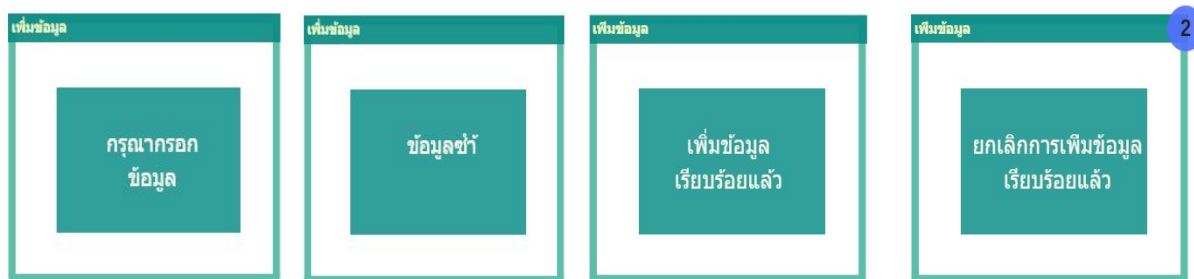 เพิ่มข้อมูล
กรุณากรอก
ข้อมูล
เพิ่มข้อมูล
ข้อมูลซ้ำ
เพิ่มข้อมูล
เพิ่มข้อมูล
เรียบร้อยแล้ว
เพิ่มข้อมูล
2
ยกเลิกการเพิ่มข้อมูล
เรียบร้อยแล้ว